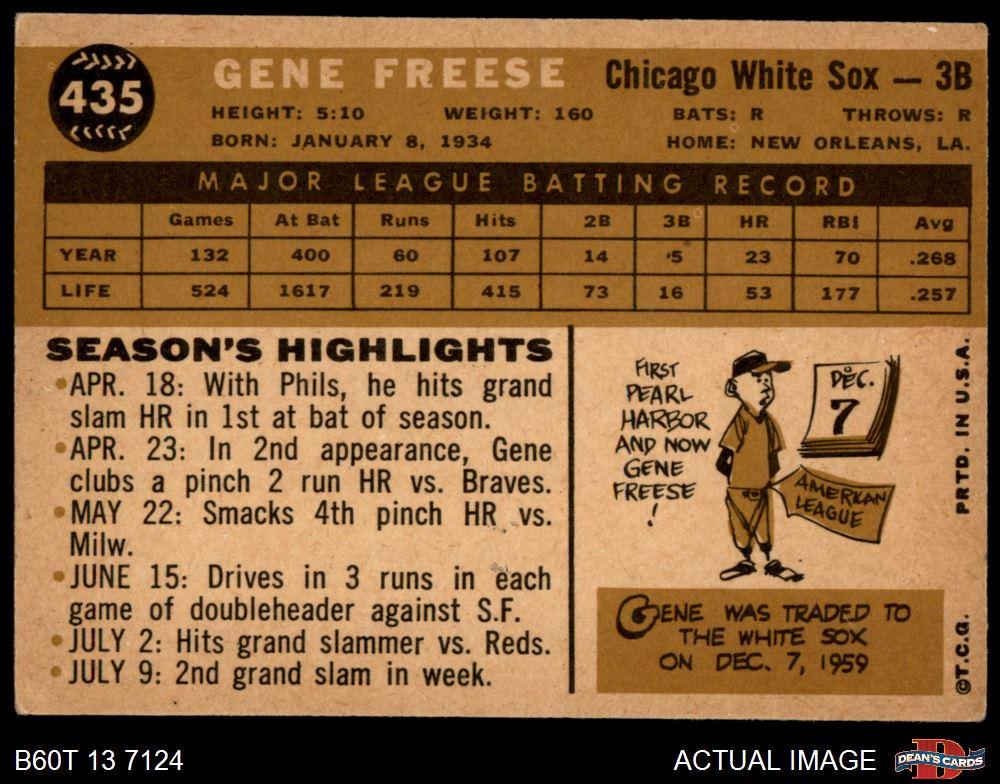 435
GENE FREESE Chicago White Sox — 3B
HEIGHT: 5:10 WEIGHT: 160 BATS: R THROWS: R
BORN: JANUARY 8, 1934 HOME: NEW ORLEANS, LA.
MAJOR LEAGUE BATTING RECORD
Games At Bat Runs Hits 2B 3B HR RBI Avg
YEAR 132 400 60 107 14 5 23 70 .268
LIFE 524 1617 219 415 73 16 53 177 .257
SEASON'S HIGHLIGHTS
•APR. 18: With Phils, he hits grand
slam HR in 1st at bat of season.
•APR. 23: In 2nd appearance, Gene
clubs a pinch 2 run HR vs. Braves.
•MAY 22: Smacks 4th pinch HR vs.
Milw.
•JUNE 15: Drives in 3 runs in each
game of doubleheader against S.F.
•JULY 2: Hits grand slammer vs. Reds.
•JULY 9: 2nd grand slam in week.
FIRST
PEARL
HARBOR
AND NOW
GENE
FREESE
!
DEC.
7
AMERICAN
LEAGUE
GENE WAS TRADED TO
THE WHITE SOX
ON DEC. 7, 1959
PRTD. IN U.S.A.
©T.C.G.
B60T 13 7124
ACTUAL IMAGE
D
DEAN'S CARDS